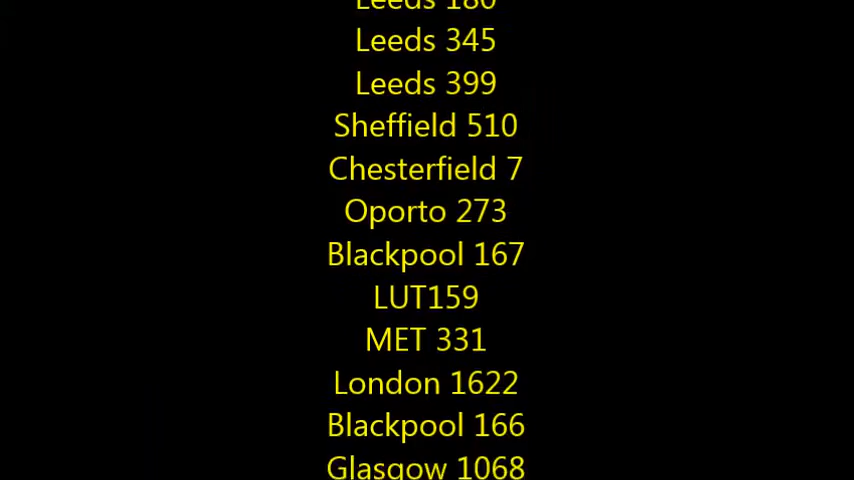 Leeds 180
Leeds 345
Leeds 399
Sheffield 510
Chesterfield 7
Oporto 273
Blackpool 167
LUT159
MET 331
London 1622
Blackpool 166
Glasgow 1068